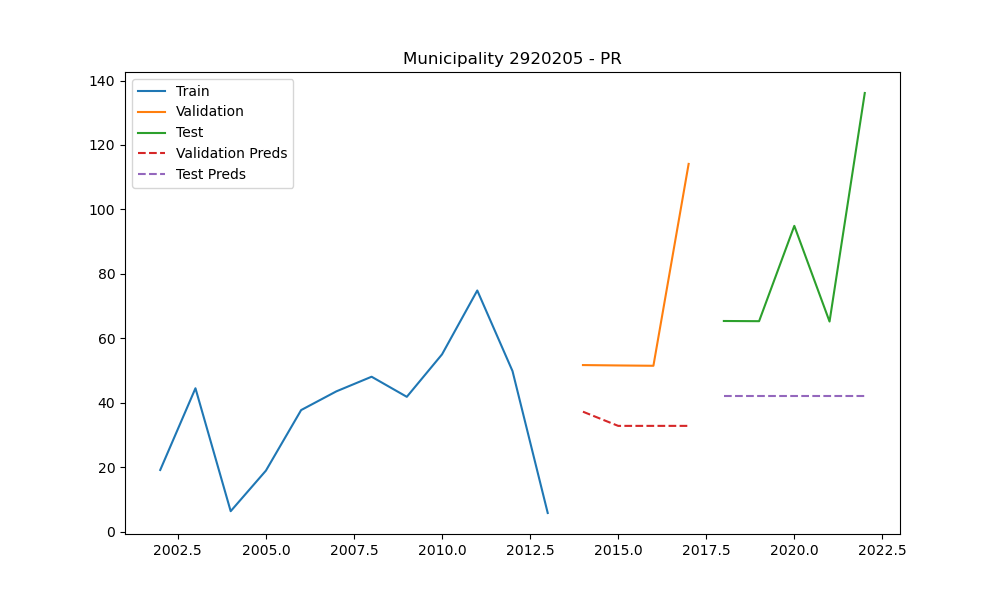 Municipality 2920205 - PR
140
120
100
80
60
40
20
0
Train
Validation
Test
Validation Preds
Test Preds
2002.5 2005.0 2007.5 2010.0 2012.5 2015.0 2017.5 2020.0 2022.5